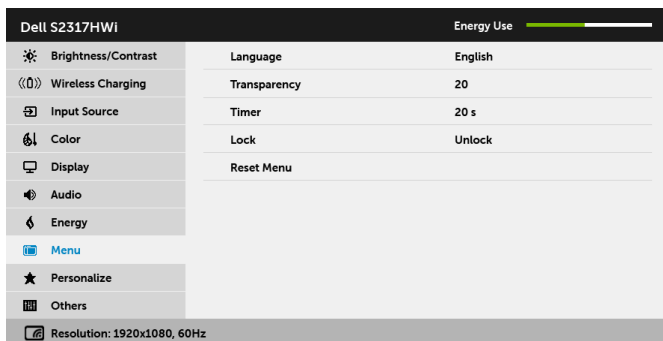 Dell S2317HWi
Energy Use
Brightness/Contrast
Wireless Charging
Input Source
Color
Display
Audio
Energy
Menu
Personalize
Others
Language English
Transparency 20
Timer 20 s
Lock Unlock
Reset Menu
Resolution: 1920x1080, 60Hz